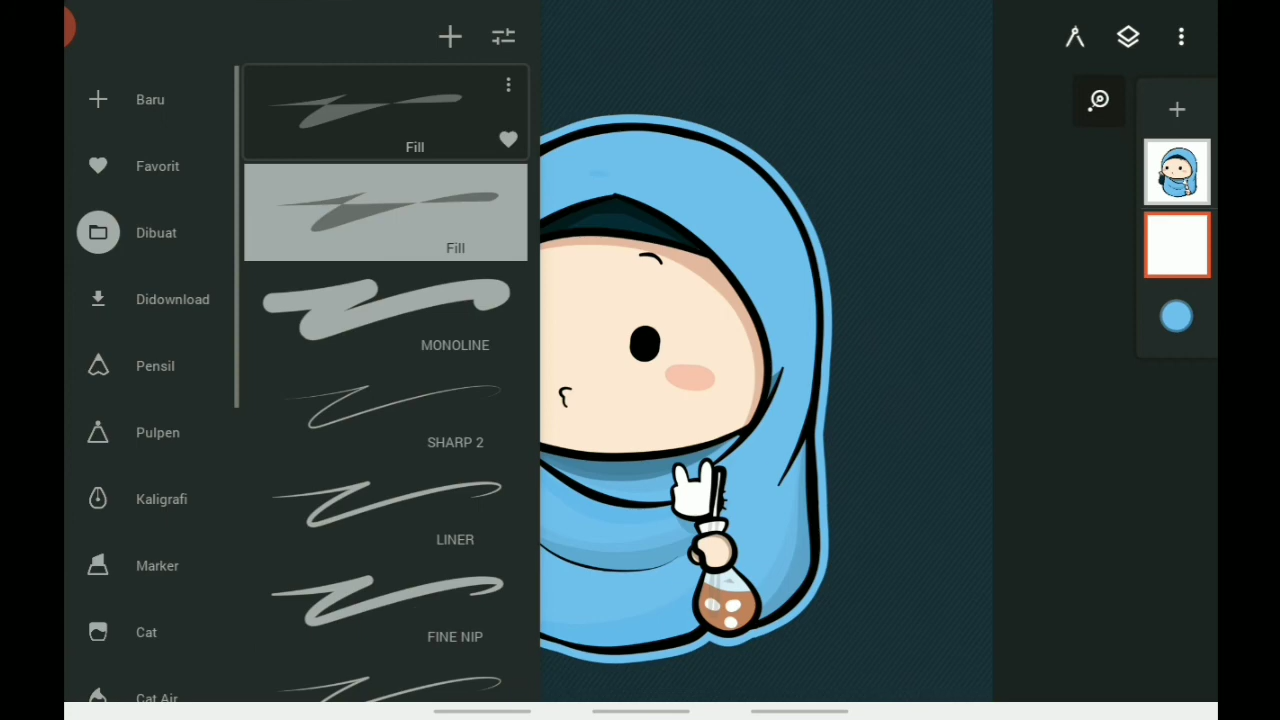 Baru
Favorit
Dibuat
Didownload
Pensil
Pulpen
Kaligrafi
Marker
Cat
Cat Air
Fill
Fill
MONOLINE
SHARP 2
LINER
FINE NIP